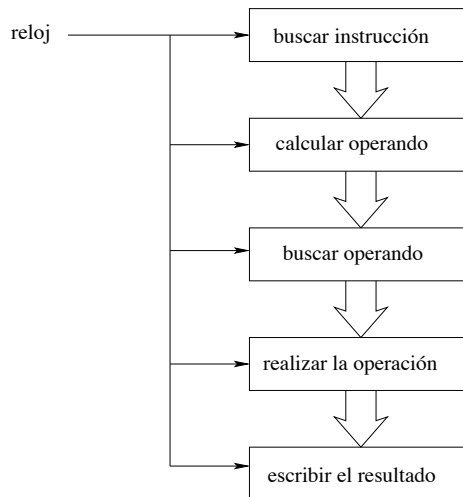 reloj
buscar instrucción
calcular operando
buscar operando
realizar la operación
escribir el resultado